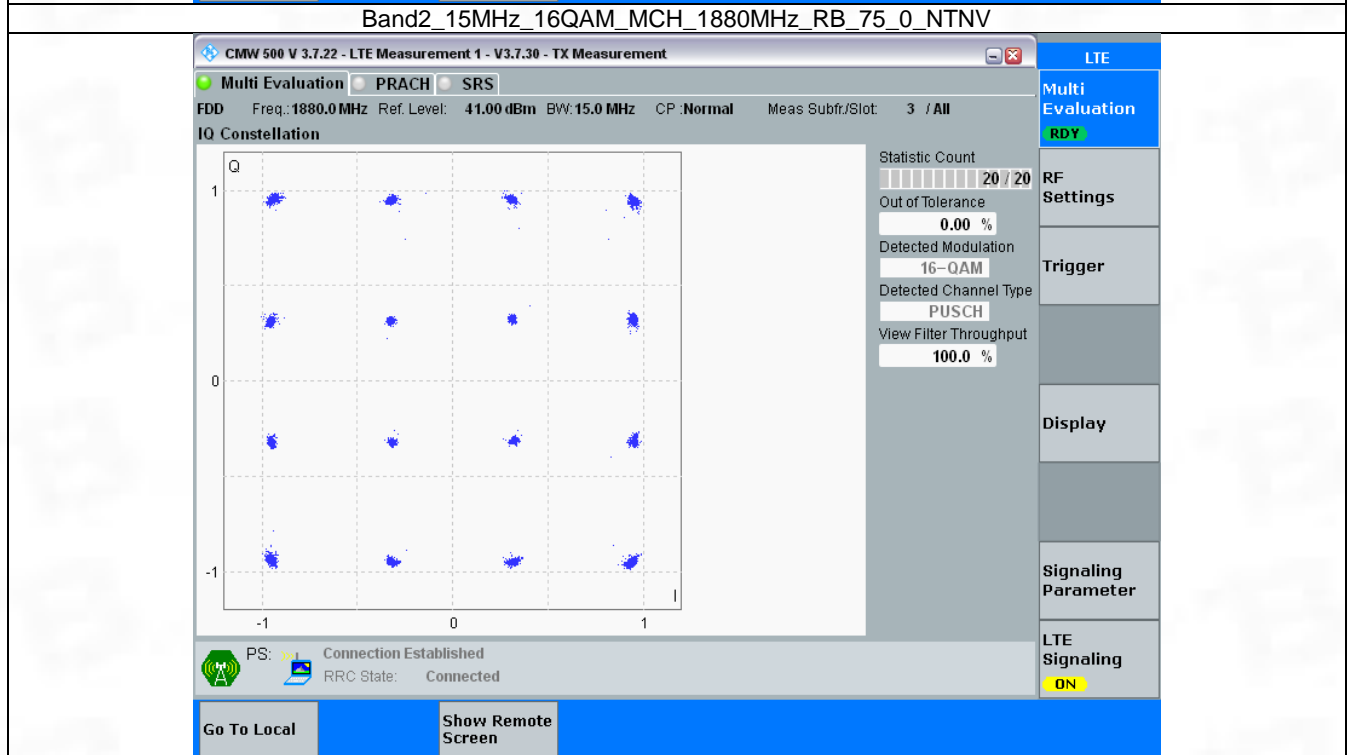 Band2_15MHz_16QAM_MCH_1880MHz_RB_75_0_NTNV
CMW 500 V 3.7.22 - LTE Measurement 1 - V3.7.30 - TX Measurement
Multi Evaluation PRACH SRS
FDD Freq.:1880.0 MHz Ref. Level: 41.00 dBm BW:15.0 MHz CP :Normal Meas Subfr./Slot: 3 / All
IQ Constellation
Q
1
0
-1
I
-1 0 1
Statistic Count
20 / 20
Out of Tolerance
0.00 %
Detected Modulation
16-QAM
Detected Channel Type
PUSCH
View Filter Throughput
100.0 %
LTE
Multi
Evaluation
RDY
RF
Settings
Trigger
Display
Signaling
Parameter
LTE
Signaling
ON
PS: Connection Established
RRC State: Connected
Go To Local
Show Remote
Screen